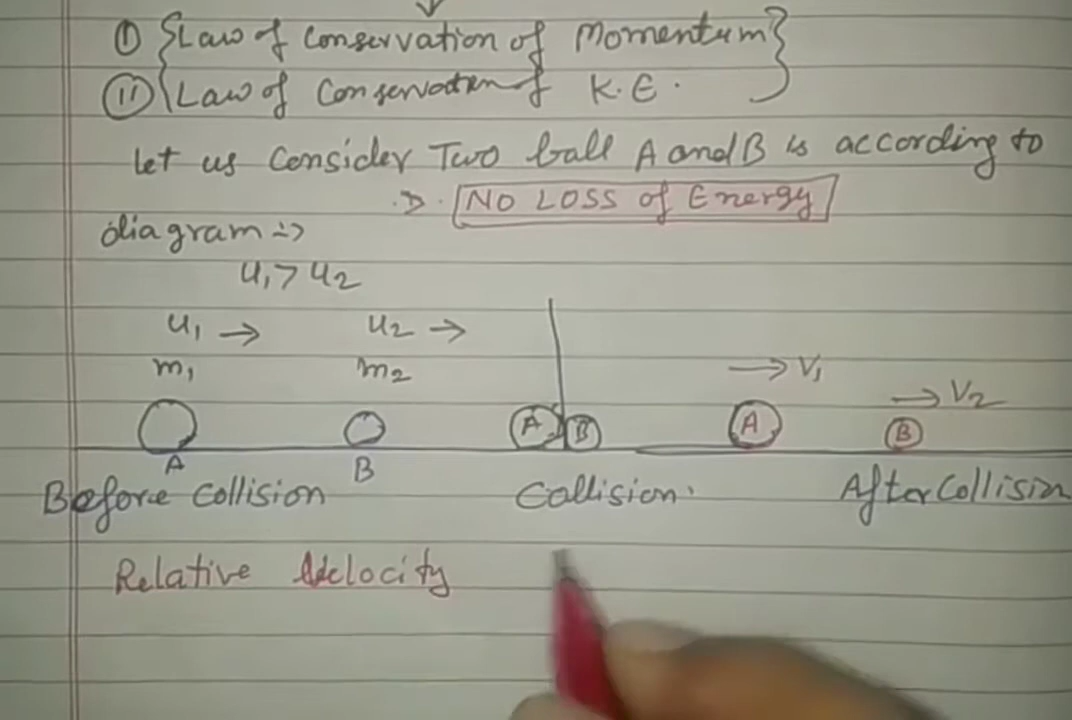 ① {Law of Conservation of Momentum}
⑪ {Law of Conservation of K.E.
let us Consider Two ball A and B is according to
⇒ NO LOSS of Energy
diagram ⇒
u₁ > u₂
u₁ → u₂ →
m₁ m₂ → V₁ → V₂
A B A B
A B
Before Collision Collision. After Collision
Relative Velocity